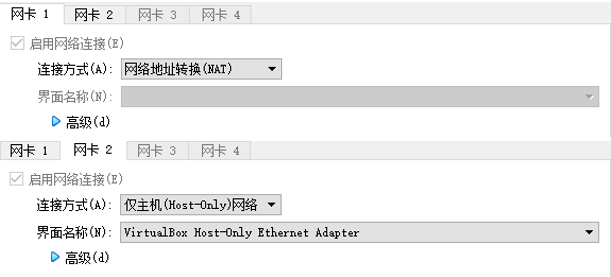 网卡 1 网卡 2 网卡 3 网卡 4
启用网络连接(E)
连接方式(A): 网络地址转换(NAT)
界面名称(N):
高级(d)
网卡 1 网卡 2 网卡 3 网卡 4
启用网络连接(E)
连接方式(A): 仅主机(Host-Only)网络
界面名称(N): VirtualBox Host-Only Ethernet Adapter
高级(d)